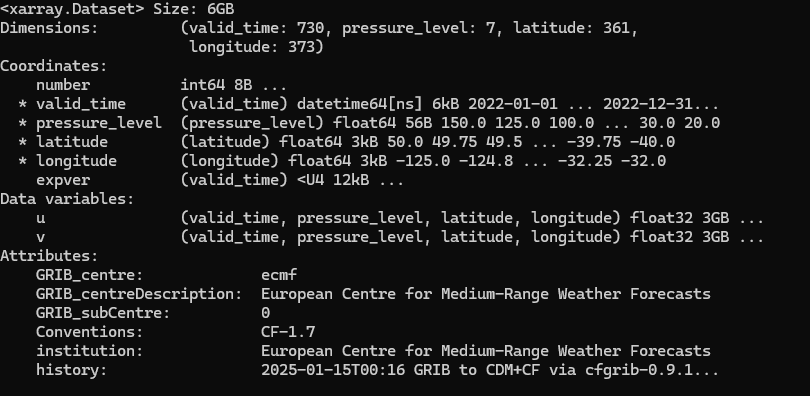 <xarray.Dataset> Size: 6GB
Dimensions:         (valid_time: 730, pressure_level: 7, latitude: 361,
                     longitude: 373)
Coordinates:
    number          int64 8B ...
  * valid_time      (valid_time) datetime64[ns] 6kB 2022-01-01 ... 2022-12-31...
  * pressure_level  (pressure_level) float64 56B 150.0 125.0 100.0 ... 30.0 20.0
  * latitude        (latitude) float64 3kB 50.0 49.75 49.5 ... -39.75 -40.0
  * longitude       (longitude) float64 3kB -125.0 -124.8 ... -32.25 -32.0
    expver          (valid_time) <U4 12kB ...
Data variables:
    u               (valid_time, pressure_level, latitude, longitude) float32 3GB ...
    v               (valid_time, pressure_level, latitude, longitude) float32 3GB ...
Attributes:
    GRIB_centre:             ecmf
    GRIB_centreDescription:  European Centre for Medium-Range Weather Forecasts
    GRIB_subCentre:          0
    Conventions:             CF-1.7
    institution:             European Centre for Medium-Range Weather Forecasts
    history:                 2025-01-15T00:16 GRIB to CDM+CF via cfgrib-0.9.1...